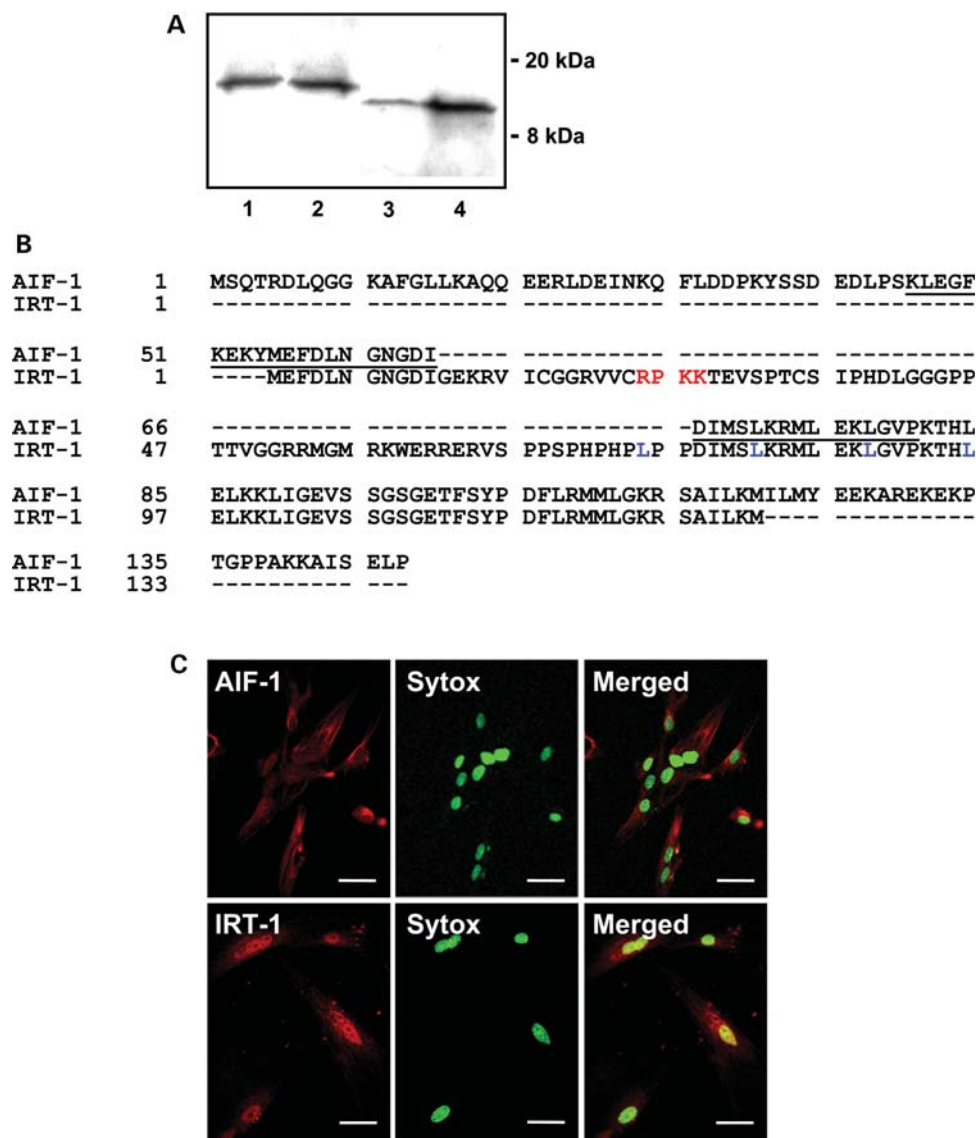 A
- 20 kDa
- 8 kDa
1 2 3 4
B
AIF-1 1 MSQTRDLQGG KAFGLLKAQQ EERLDEINKQ FLDDPKYSSD EDLPSKLEGF
IRT-1 1 ---------- ---------- ---------- ---------- ----------
AIF-1 51 KEKYMEFDLN GNGDI----- ---------- ---------- ----------
IRT-1 1 ----MEFDLN GNGDIGEKRV ICGGRVVCRP KKTEVSPTCS IPHDLGGGPP
AIF-1 66 ---------- ---------- ---------- -DIMSLKRML EKLGVPKTHL
IRT-1 47 TTVGGRRMGM RKWERRERVS PPSPHPHPLP PDIMSLKRML EKLGVPKTHL
AIF-1 85 ELKKLIGEVS SGSGETFSYP DFLRMMLGKR SAILKMILMY EEKAREKEKP
IRT-1 97 ELKKLIGEVS SGSGETFSYP DFLRMMLGKR SAILKM---- ----------
AIF-1 135 TGPPAKKAIS ELP
IRT-1 133 ---------- ---
C
AIF-1 Sytox Merged
IRT-1 Sytox Merged